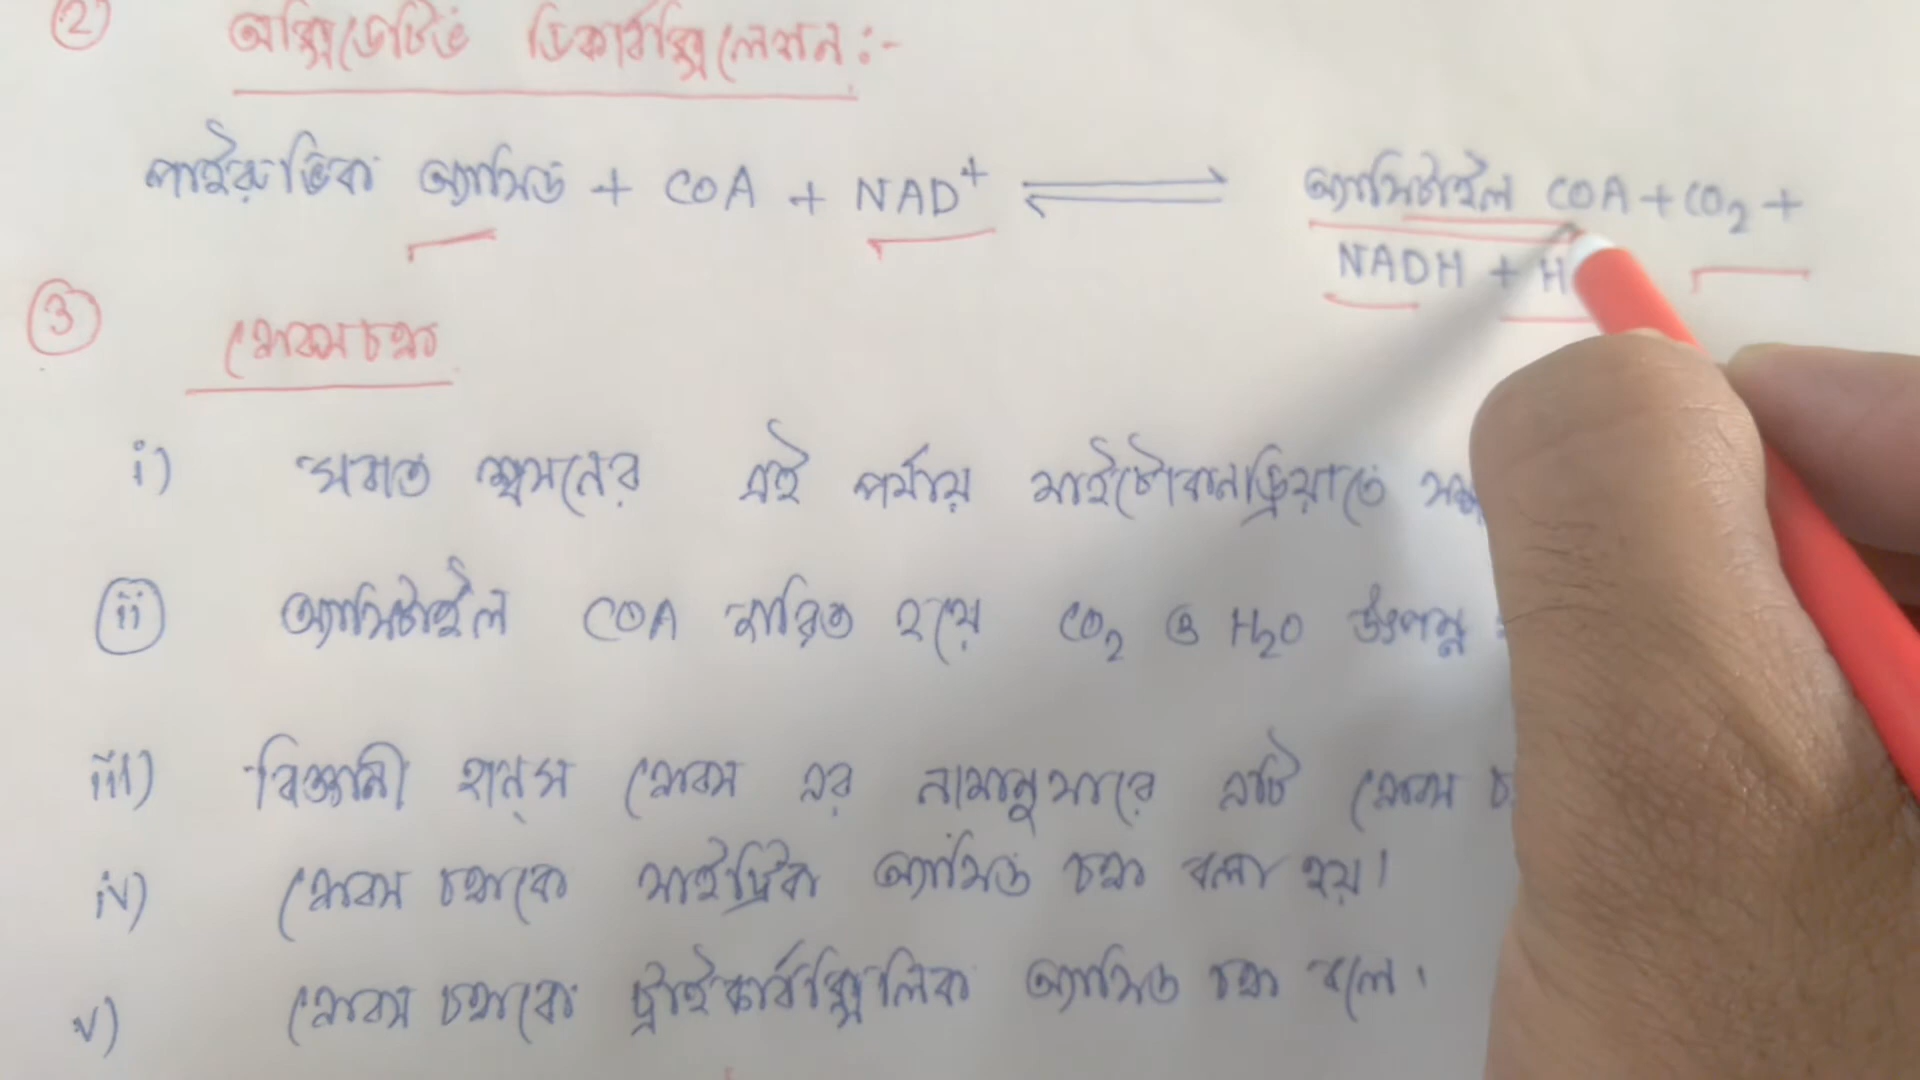 ② অক্সিডেটিভ ডিকার্বক্সিলেশন:-
পাইরুভিক অ্যাসিড + COA + NAD⁺ ⇌ অ্যাসিটাইল COA + CO₂ +
NADH + H
③ ক্রেবস চক্র
i) সবাত শ্বসনের এই পর্যায় মাইটোকনড্রিয়াতে
ii) অ্যাসিটাইল COA জারিত হয়ে CO₂ ও H₂O উৎপন্ন
iii) বিজ্ঞানী হান্স ক্রেবস এর নামানুসারে এটি ক্রেবস
iv) ক্রেবস চক্রকে সাইট্রিক অ্যাসিড চক্র বলা হয়।
v) ক্রেবস চক্রকে ট্রাইকার্বক্সিলিক অ্যাসিড চক্র বলে।